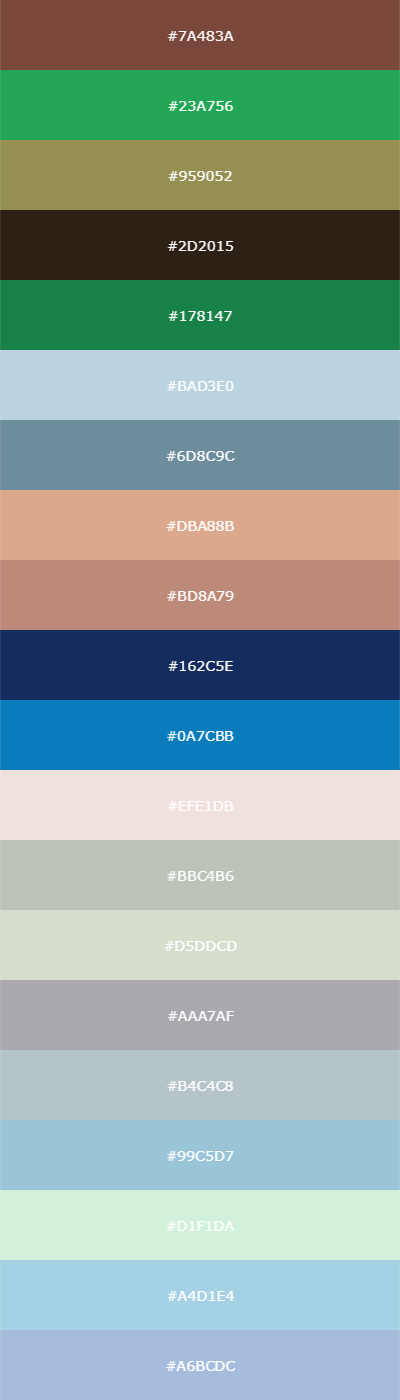 #7A483A
#23A756
#959052
#2D2015
#178147
#BAD3E0
#6D8C9C
#DBA88B
#BD8A79
#162C5E
#0A7CBB
#EFE1DB
#BBC4B6
#D5DDCD
#AAA7AF
#B4C4C8
#99C5D7
#D1F1DA
#A4D1E4
#A6BCDC